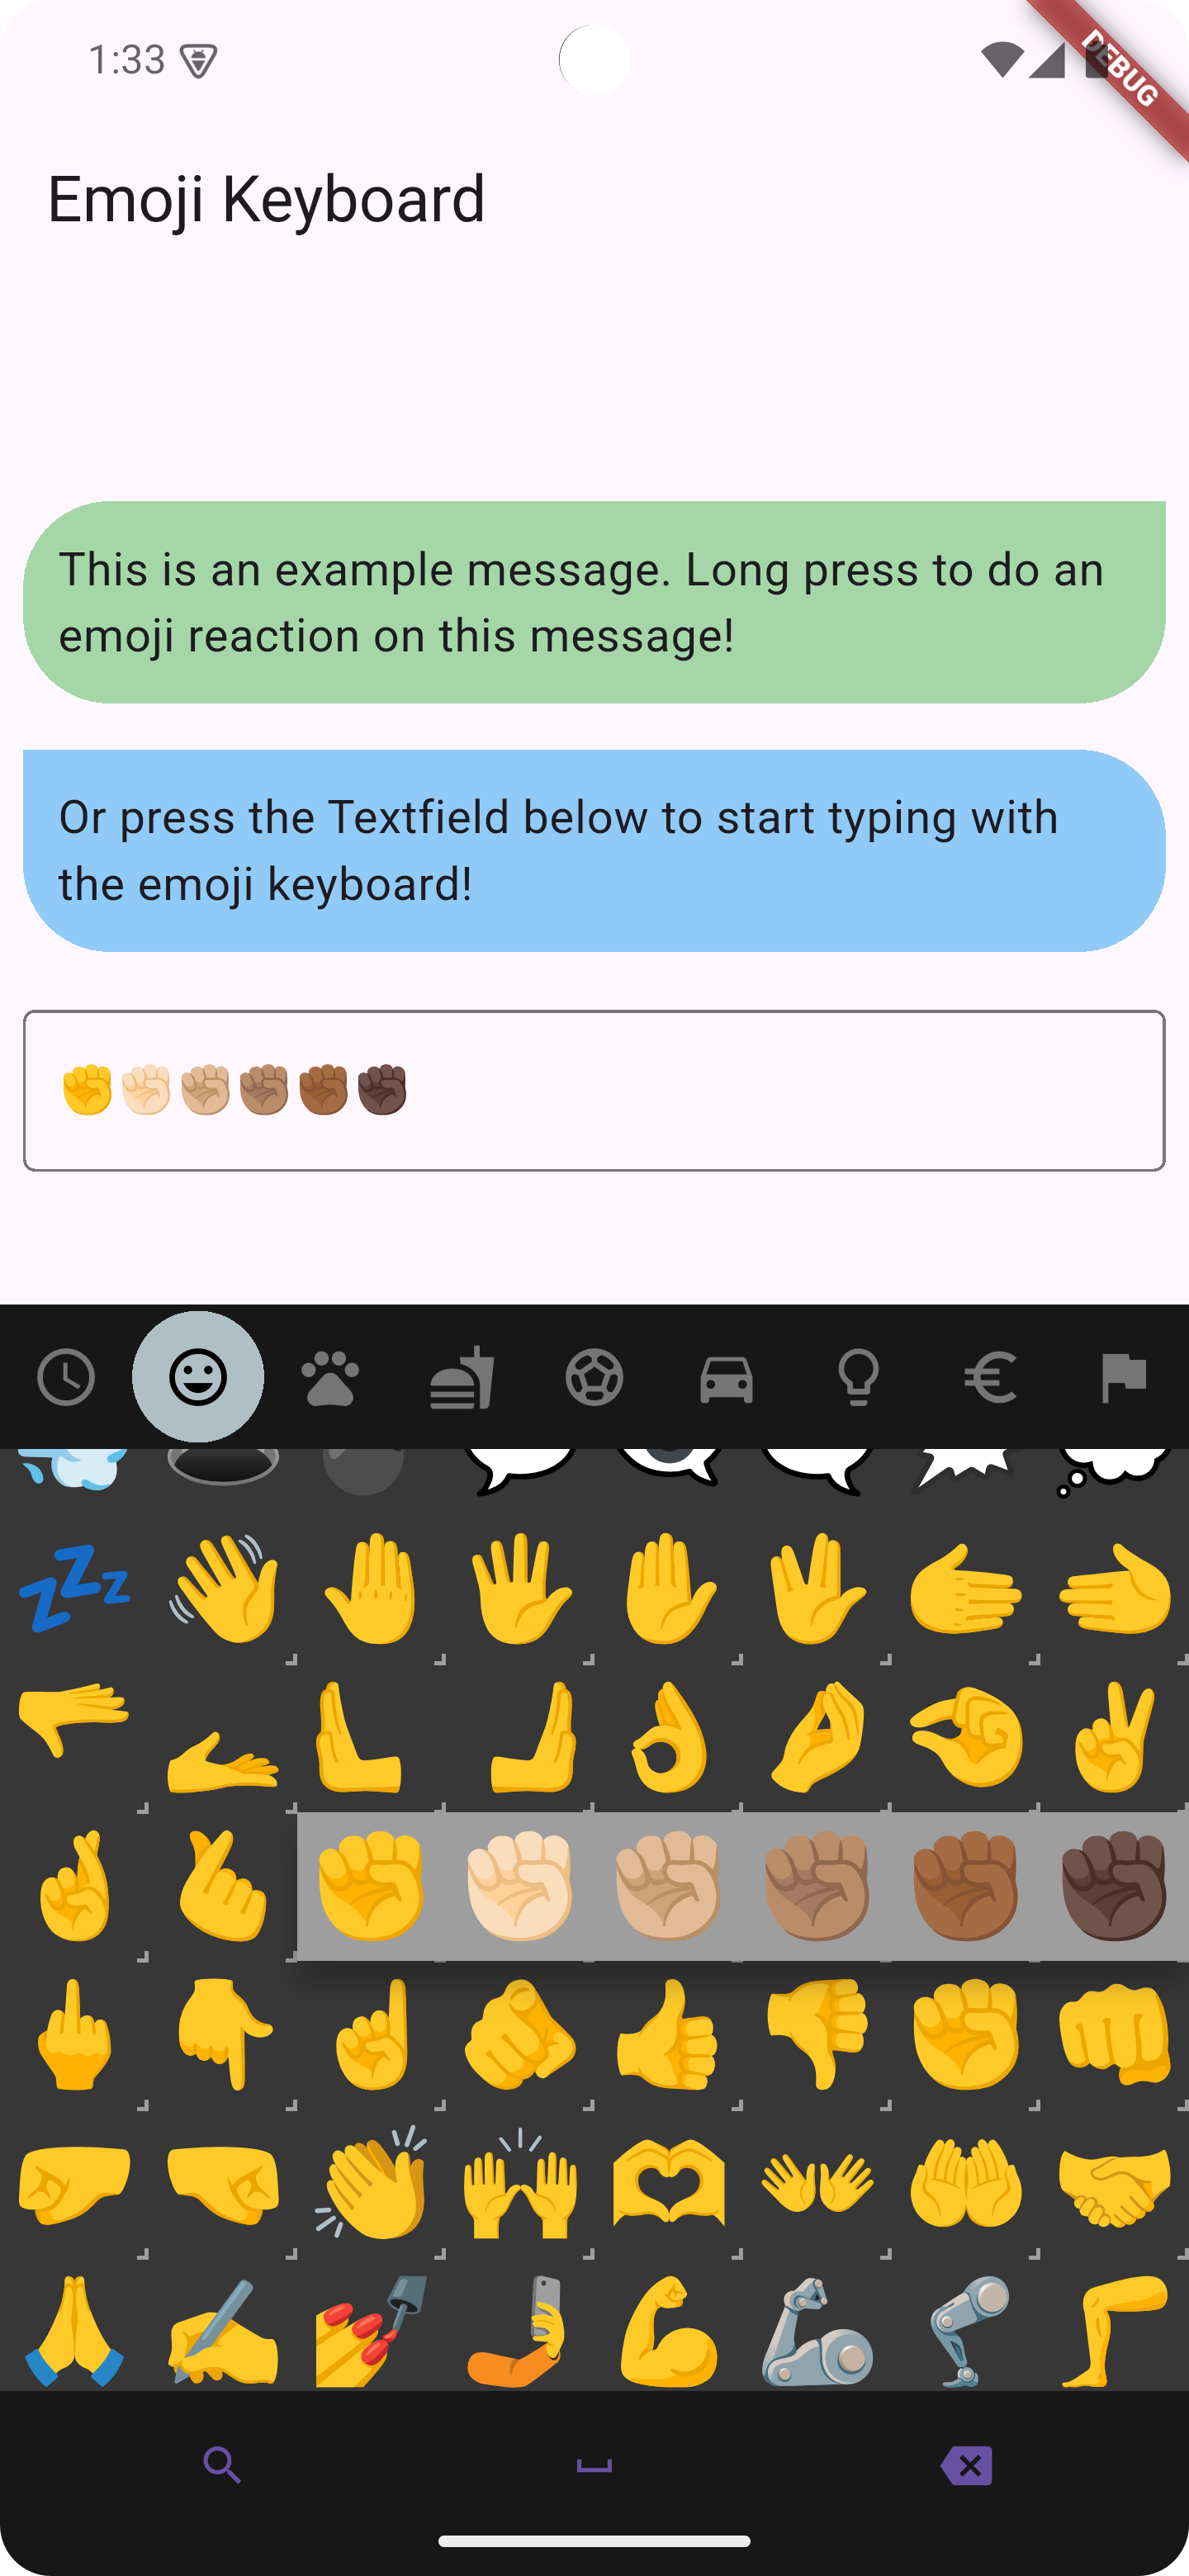 1:33
DEBUG
Emoji Keyboard
This is an example message. Long press to do an
emoji reaction on this message!
Or press the Textfield below to start typing with
the emoji keyboard!
✊✊🏻✊🏼✊🏽✊🏾✊🏿